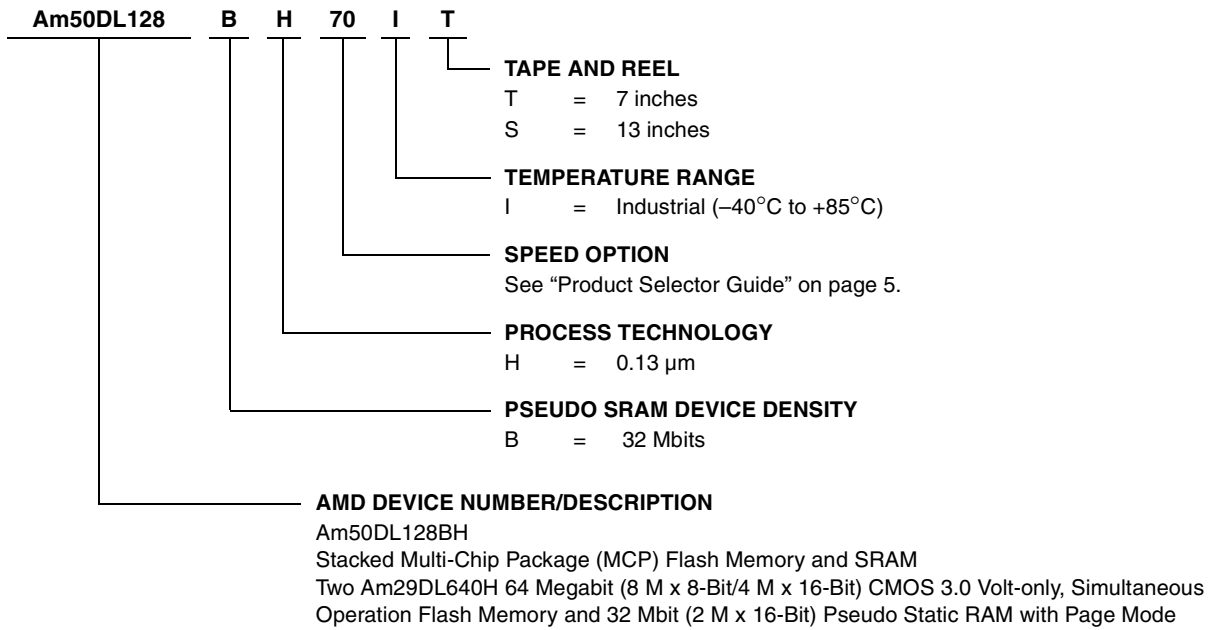 Am50DL128 B H 70 I T
TAPE AND REEL
T = 7 inches
S = 13 inches
TEMPERATURE RANGE
I = Industrial (–40°C to +85°C)
SPEED OPTION
See “Product Selector Guide” on page 5.
PROCESS TECHNOLOGY
H = 0.13 µm
PSEUDO SRAM DEVICE DENSITY
B = 32 Mbits
AMD DEVICE NUMBER/DESCRIPTION
Am50DL128BH
Stacked Multi-Chip Package (MCP) Flash Memory and SRAM
Two Am29DL640H 64 Megabit (8 M x 8-Bit/4 M x 16-Bit) CMOS 3.0 Volt-only, Simultaneous
Operation Flash Memory and 32 Mbit (2 M x 16-Bit) Pseudo Static RAM with Page Mode